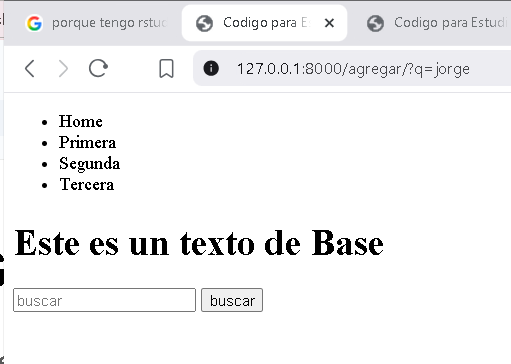 porque tengo rstud
Codigo para E
Codigo para Estudi
127.0.0.1:8000/agregar/?q=jorge
Home
Primera
Segunda
Tercera
Este es un texto de Base
buscar buscar